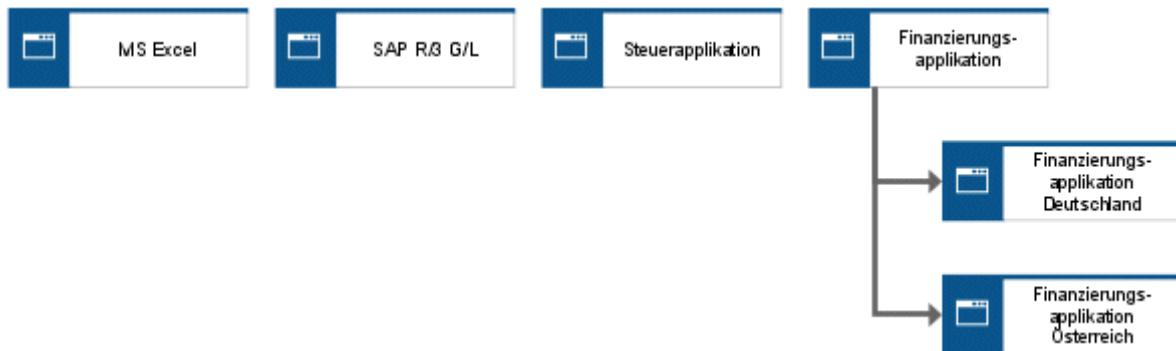 MS Excel
SAP R/3 G/L
Steuerapplikation
Finanzierungs-
applikation
Finanzierungs-
applikation
Deutschland
Finanzierungs-
applikation
Österreich